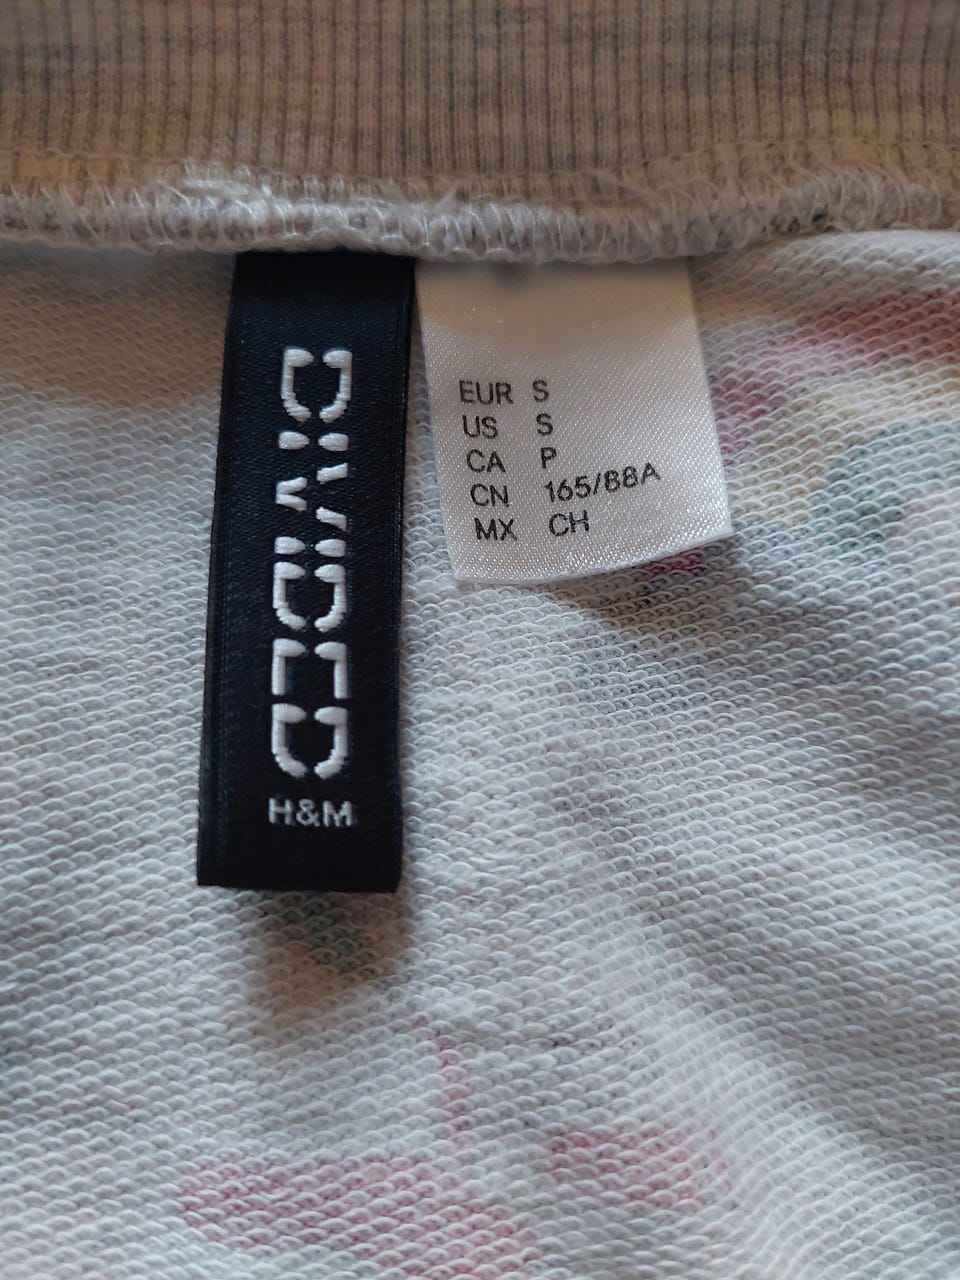 DIVIDED
H&M
EUR S
US S
CA P
CN 165/88A
MX CH